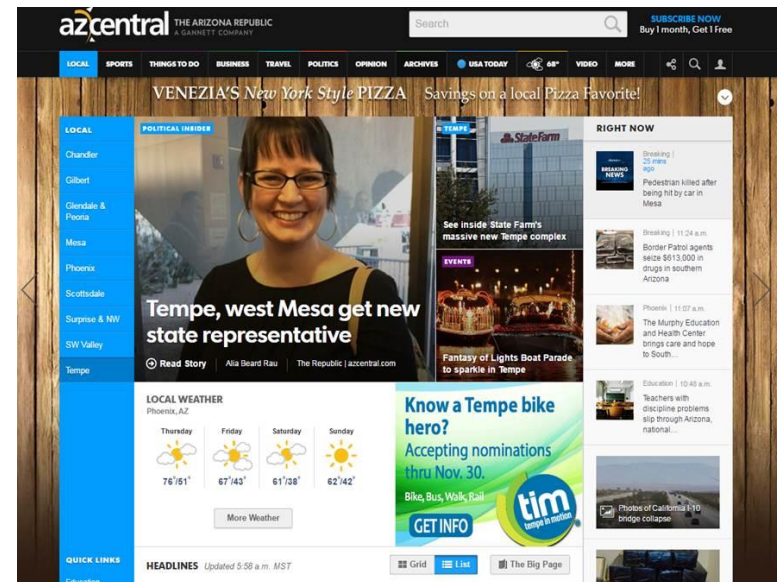 azcentral
THE ARIZONA REPUBLIC
A GANNETT COMPANY
Search
SUBSCRIBE NOW
Buy 1 month, Get 1 Free
LOCAL SPORTS THINGS TO DO BUSINESS TRAVEL POLITICS OPINION ARCHIVES USA TODAY 68° VIDEO MORE
VENEZIA'S New York Style PIZZA Savings on a local Pizza Favorite!
LOCAL
Chandler
Gilbert
Glendale &
Peoria
Mesa
Phoenix
Scottsdale
Surprise & NW
SW Valley
Tempe
QUICK LINKS
Education
POLITICAL INSIDER
Tempe, west Mesa get new
state representative
Read Story Alia Beard Rau The Republic | azcentral.com
TEMPE
State Farm
See inside State Farm's
massive new Tempe complex
EVENTS
Fantasy of Lights Boat Parade
to sparkle in Tempe
LOCAL WEATHER
Phoenix, AZ
Thursday Friday Saturday Sunday
76°/51° 67°/43° 61°/38° 62°/42°
More Weather
Know a Tempe bike
hero?
Accepting nominations
thru Nov. 30.
Bike, Bus, Walk, Rail
GET INFO
tim
tempe in motion
HEADLINES Updated 5:58 a.m. MST
Grid List The Big Page
RIGHT NOW
BREAKING
NEWS
Breaking |
25 mins
ago
Pedestrian killed after
being hit by car in
Mesa
Breaking | 11:24 a.m.
Border Patrol agents
seize $613,000 in
drugs in southern
Arizona
Phoenix | 11:07 a.m.
The Murphy Education
and Health Center
brings care and hope
to South...
Education | 10:46 a.m.
Teachers with
discipline problems
slip through Arizona,
national...
Photos of California I-10
bridge collapse